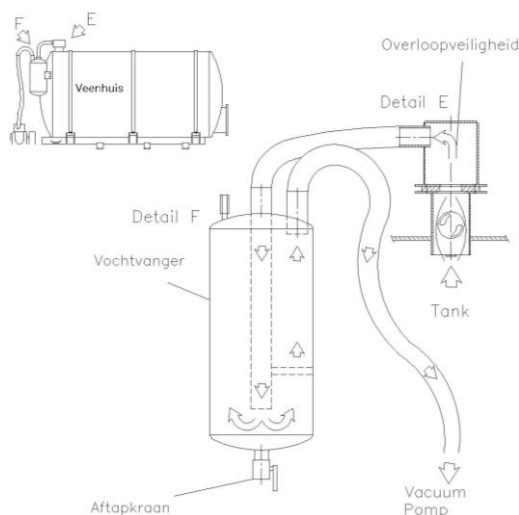 F
E
Veenhuis
Overloopveiligheid
Detail E
Detail F
Vochtvanger
Tank
Aftapkraan
Vacuum
Pomp